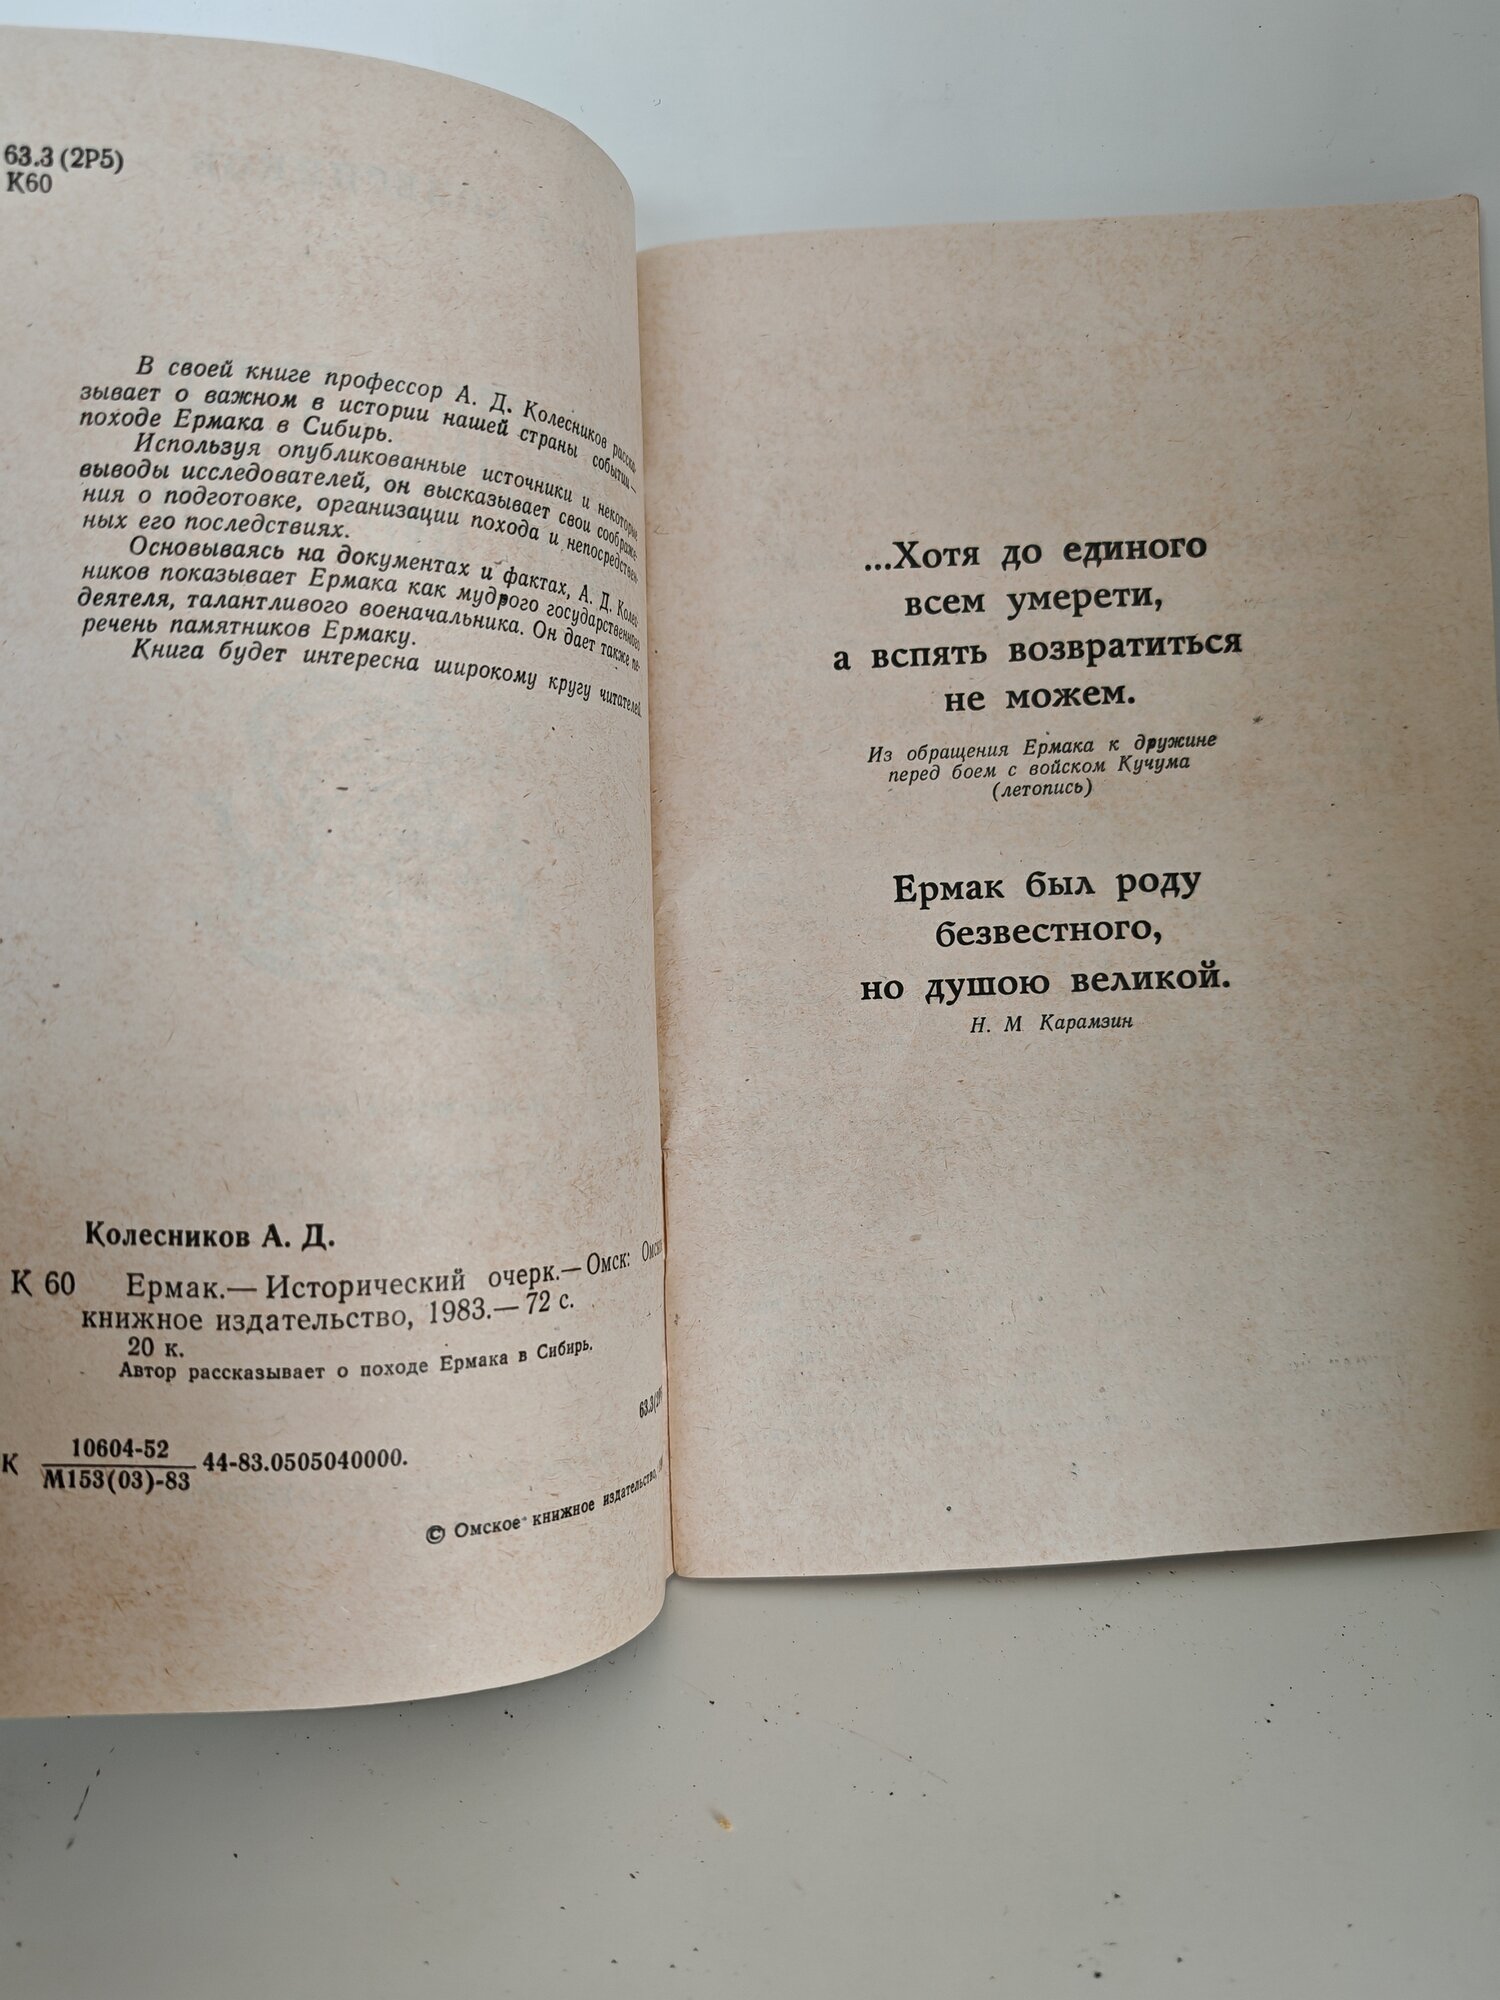 63.3(2Р5)
К60
В своей книге профессор А. Д. Колесников расска-
зывает о важном в истории нашей страны событии —
походе Ермака в Сибирь.
Используя опубликованные источники и некоторые
выводы исследователей, он высказывает свои соображе-
ния о подготовке, организации похода и непосредствен-
ных его последствиях.
Основываясь на документах и фактах, А. Д. Колес-
ников показывает Ермака как мудрого государственного
деятеля, талантливого военачальника. Он дает также пе-
речень памятников Ермаку.
Книга будет интересна широкому кругу читателей.
Колесников А. Д.
К 60 Ермак.— Исторический очерк.— Омск:
книжное издательство, 1983.— 72 с.
20 к.
Автор рассказывает о походе Ермака в Сибирь.
63.3(2Р
К 10604-52
М153(03)-83 44-83.0505040000.
© Омское книжное издательство,
...Хотя до единого
всем умерети,
а вспять возвратиться
не можем.
Из обращения Ермака к дружине
перед боем с войском Кучума
(летопись)
Ермак был роду
безвестного,
но душою великой.
Н. М Карамзин